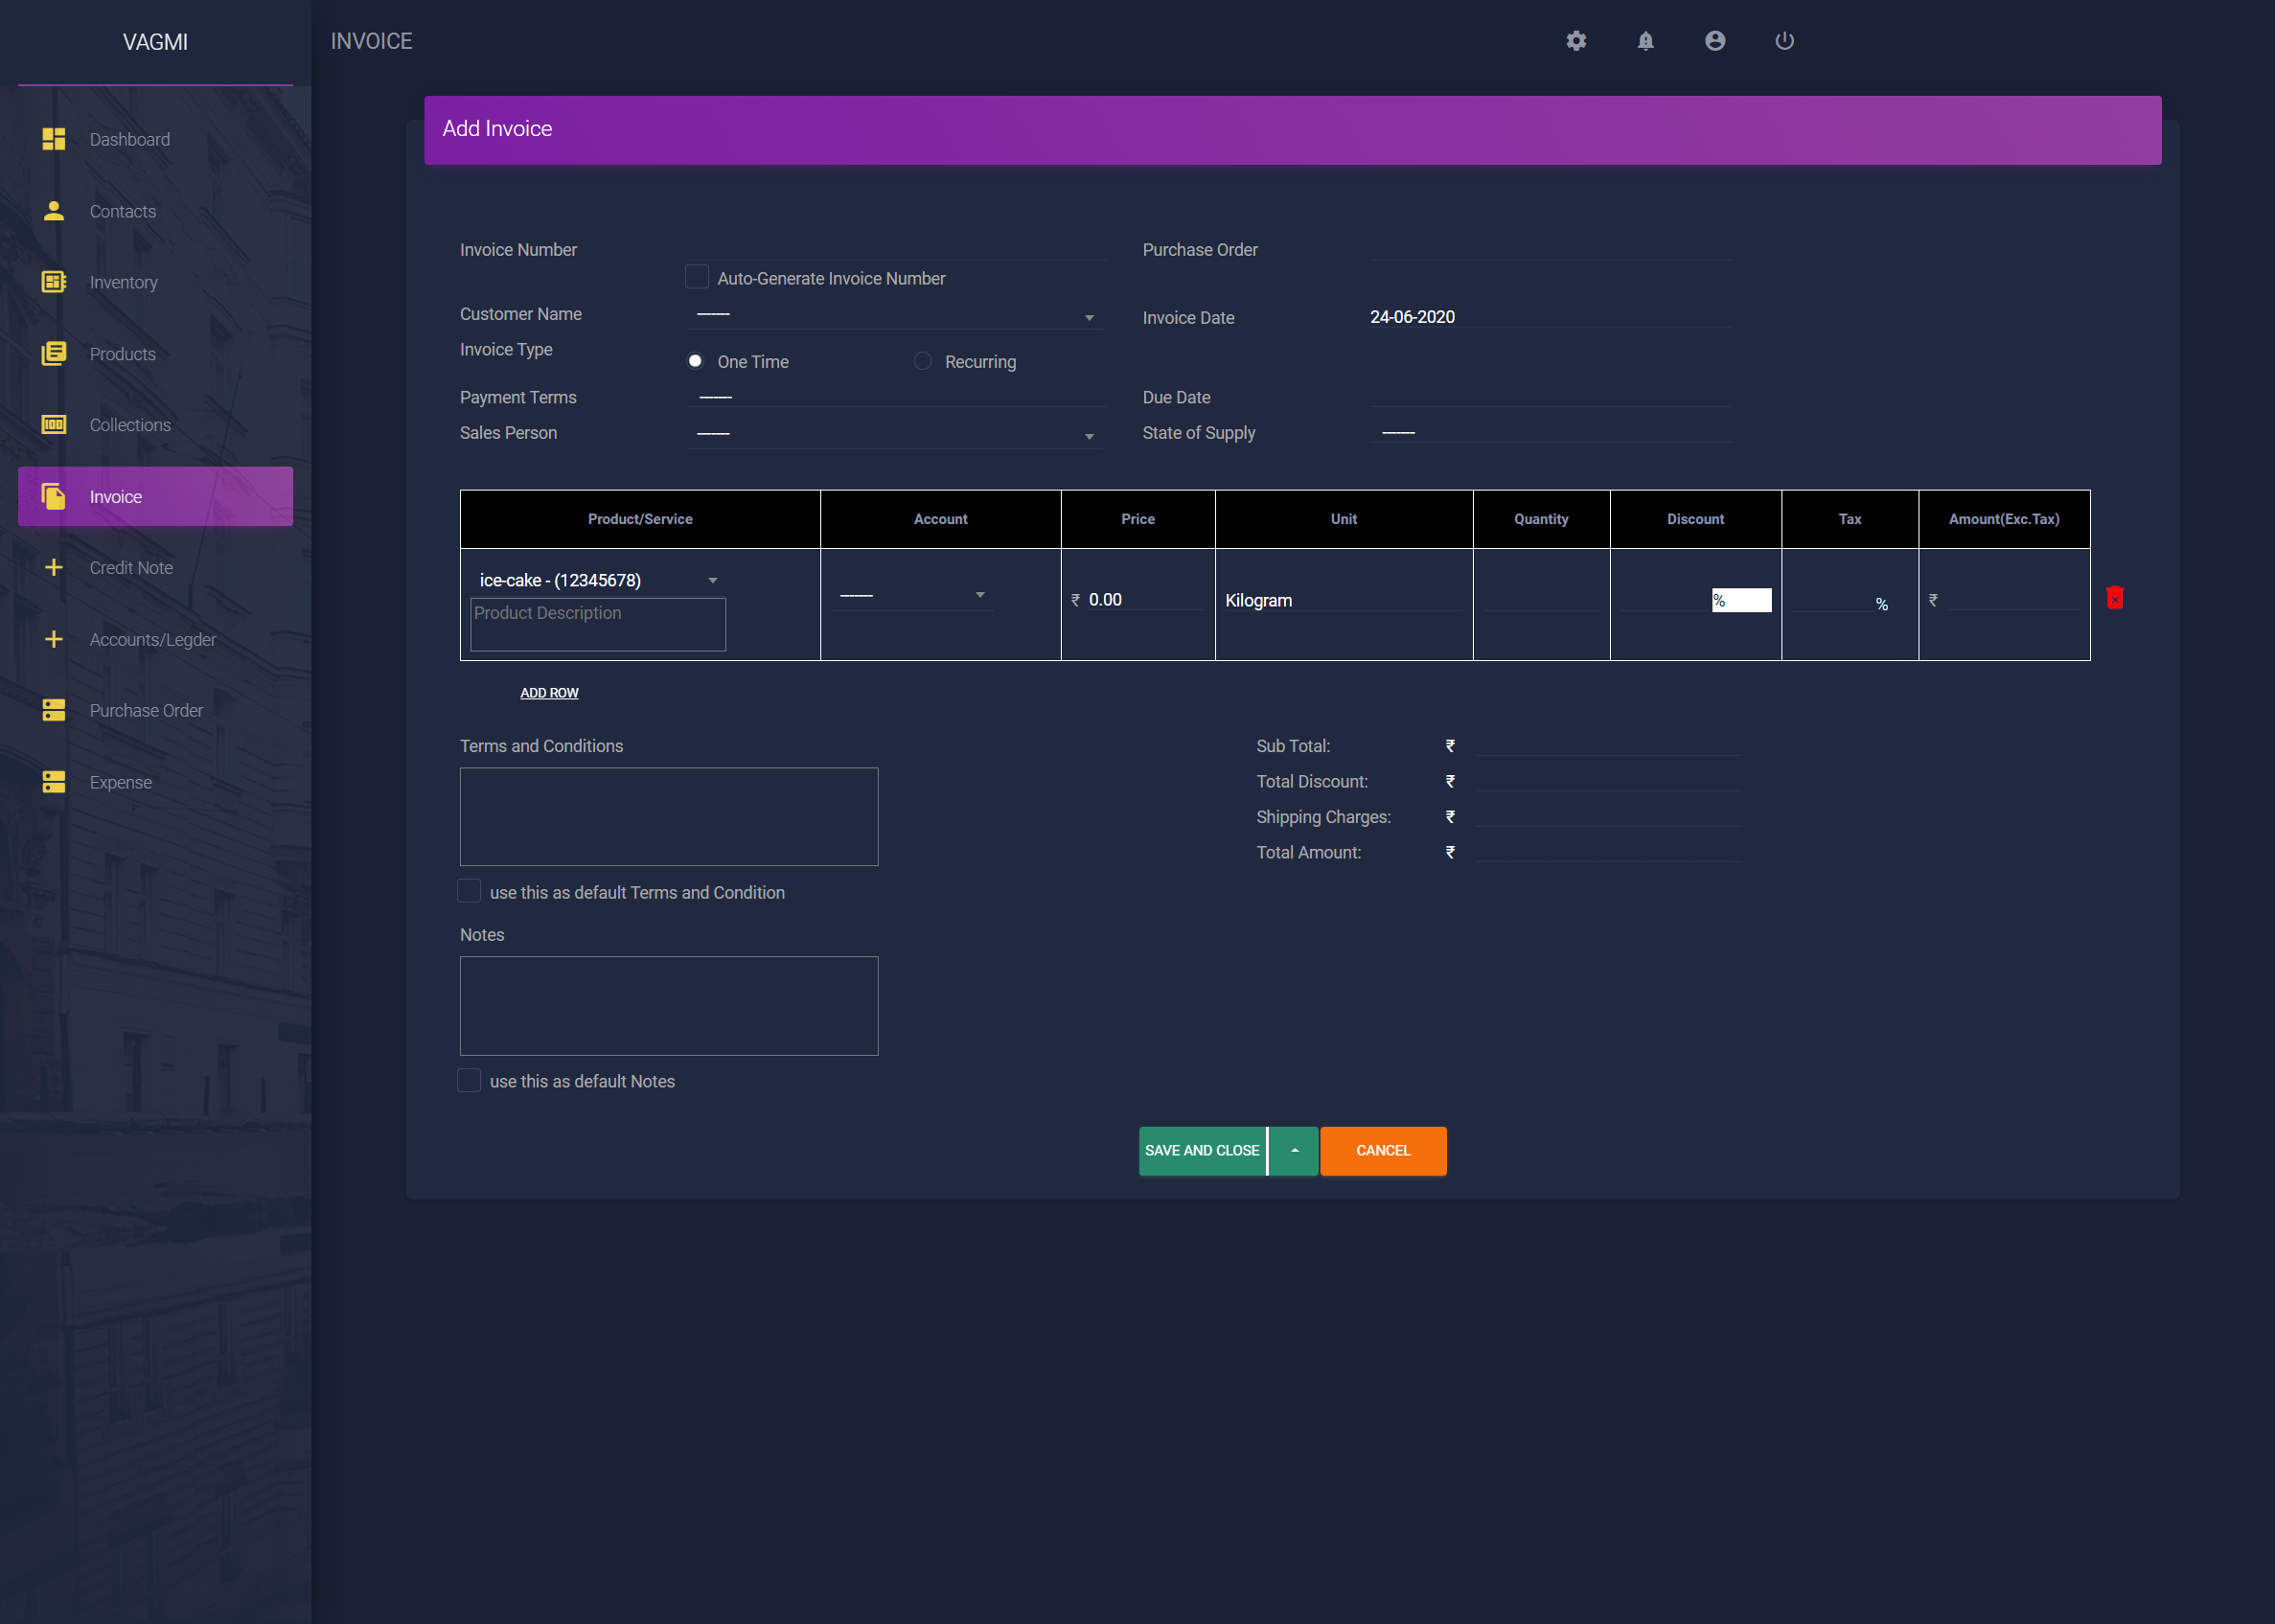 VAGMI
INVOICE
Dashboard
Contacts
Inventory
Products
Collections
Invoice
Credit Note
Accounts/Legder
Purchase Order
Expense
Add Invoice
Invoice Number
Purchase Order
Auto-Generate Invoice Number
Customer Name
-------
Invoice Date
24-06-2020
Invoice Type
One Time
Recurring
Payment Terms
-------
Due Date
Sales Person
-------
State of Supply
-------
Product/Service Account Price Unit Quantity Discount Tax Amount(Exc.Tax)
ice-cake - (12345678)
Product Description
-------
₹ 0.00
Kilogram
%
%
₹
ADD ROW
Terms and Conditions
use this as default Terms and Condition
Notes
use this as default Notes
Sub Total: ₹
Total Discount: ₹
Shipping Charges: ₹
Total Amount: ₹
SAVE AND CLOSE
CANCEL